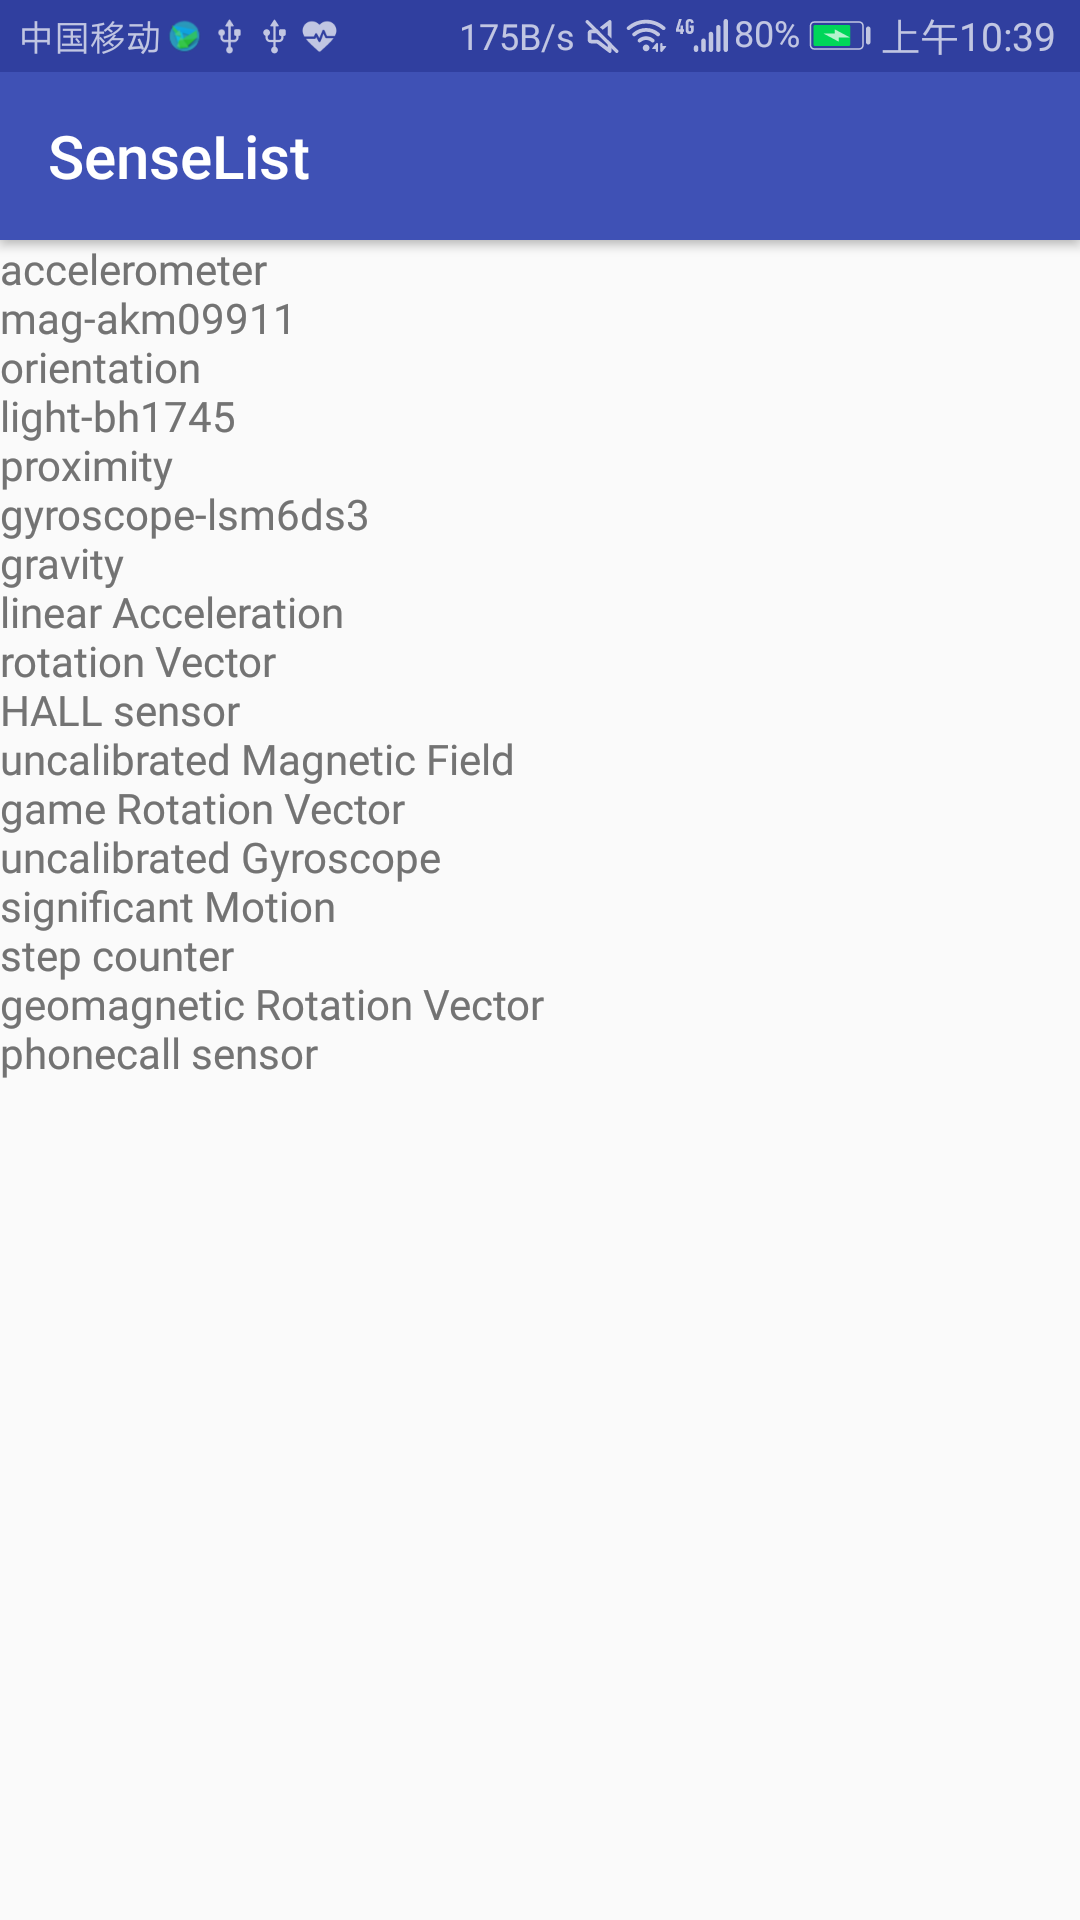 中国移动 175B/s 4G 80% 上午10:39
SenseList
accelerometer
mag-akm09911
orientation
light-bh1745
proximity
gyroscope-lsm6ds3
gravity
linear Acceleration
rotation Vector
HALL sensor
uncalibrated Magnetic Field
game Rotation Vector
uncalibrated Gyroscope
significant Motion
step counter
geomagnetic Rotation Vector
phonecall sensor